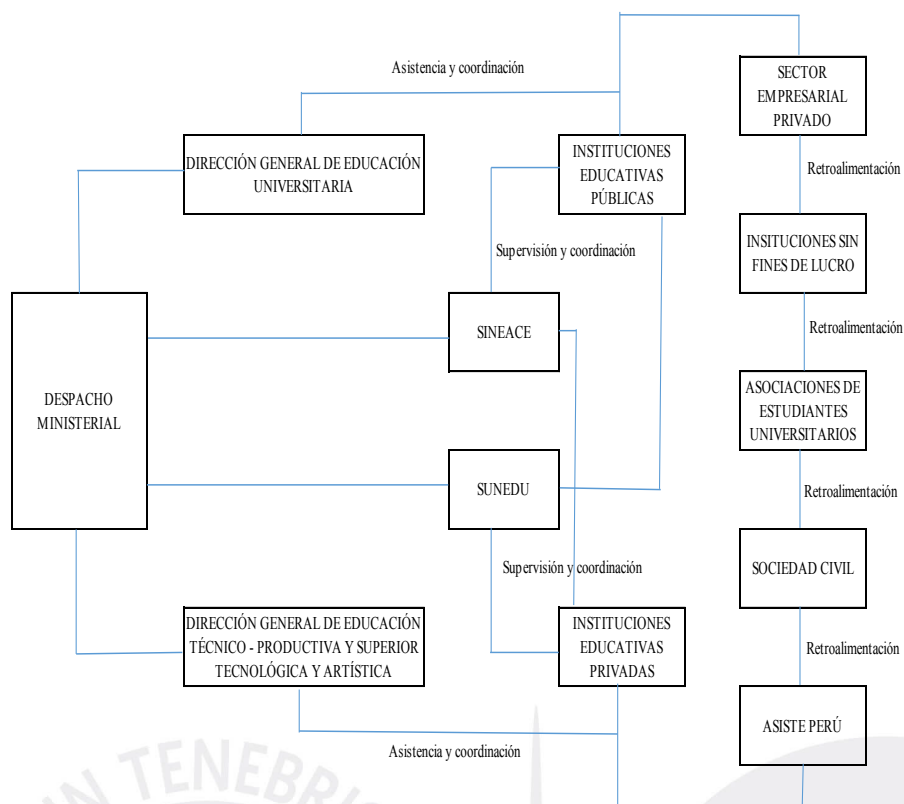 Asistencia y coordinación
SECTOR
EMPRESARIAL
PRIVADO
DIRECCIÓN GENERAL DE EDUCACIÓN
UNIVERSITARIA
INSTITUCIONES
EDUCATIVAS
PÚBLICAS
Retroalimentación
Supervisión y coordinación
INSITUCIONES SIN
FINES DE LUCRO
SINEACE
Retroalimentación
DESPACHO
MINISTERIAL
ASOCIACIONES DE
ESTUDIANTES
UNIVERSITARIOS
SUNEDU
Retroalimentación
Supervisión y coordinación
SOCIEDAD CIVIL
DIRECCIÓN GENERAL DE EDUCACIÓN
TÉCNICO - PRODUCTIVA Y SUPERIOR
TECNOLÓGICA Y ARTÍSTICA
INSTITUCIONES
EDUCATIVAS
PRIVADAS
Retroalimentación
ASISTE PERÚ
Asistencia y coordinación
IN TENEBRIS